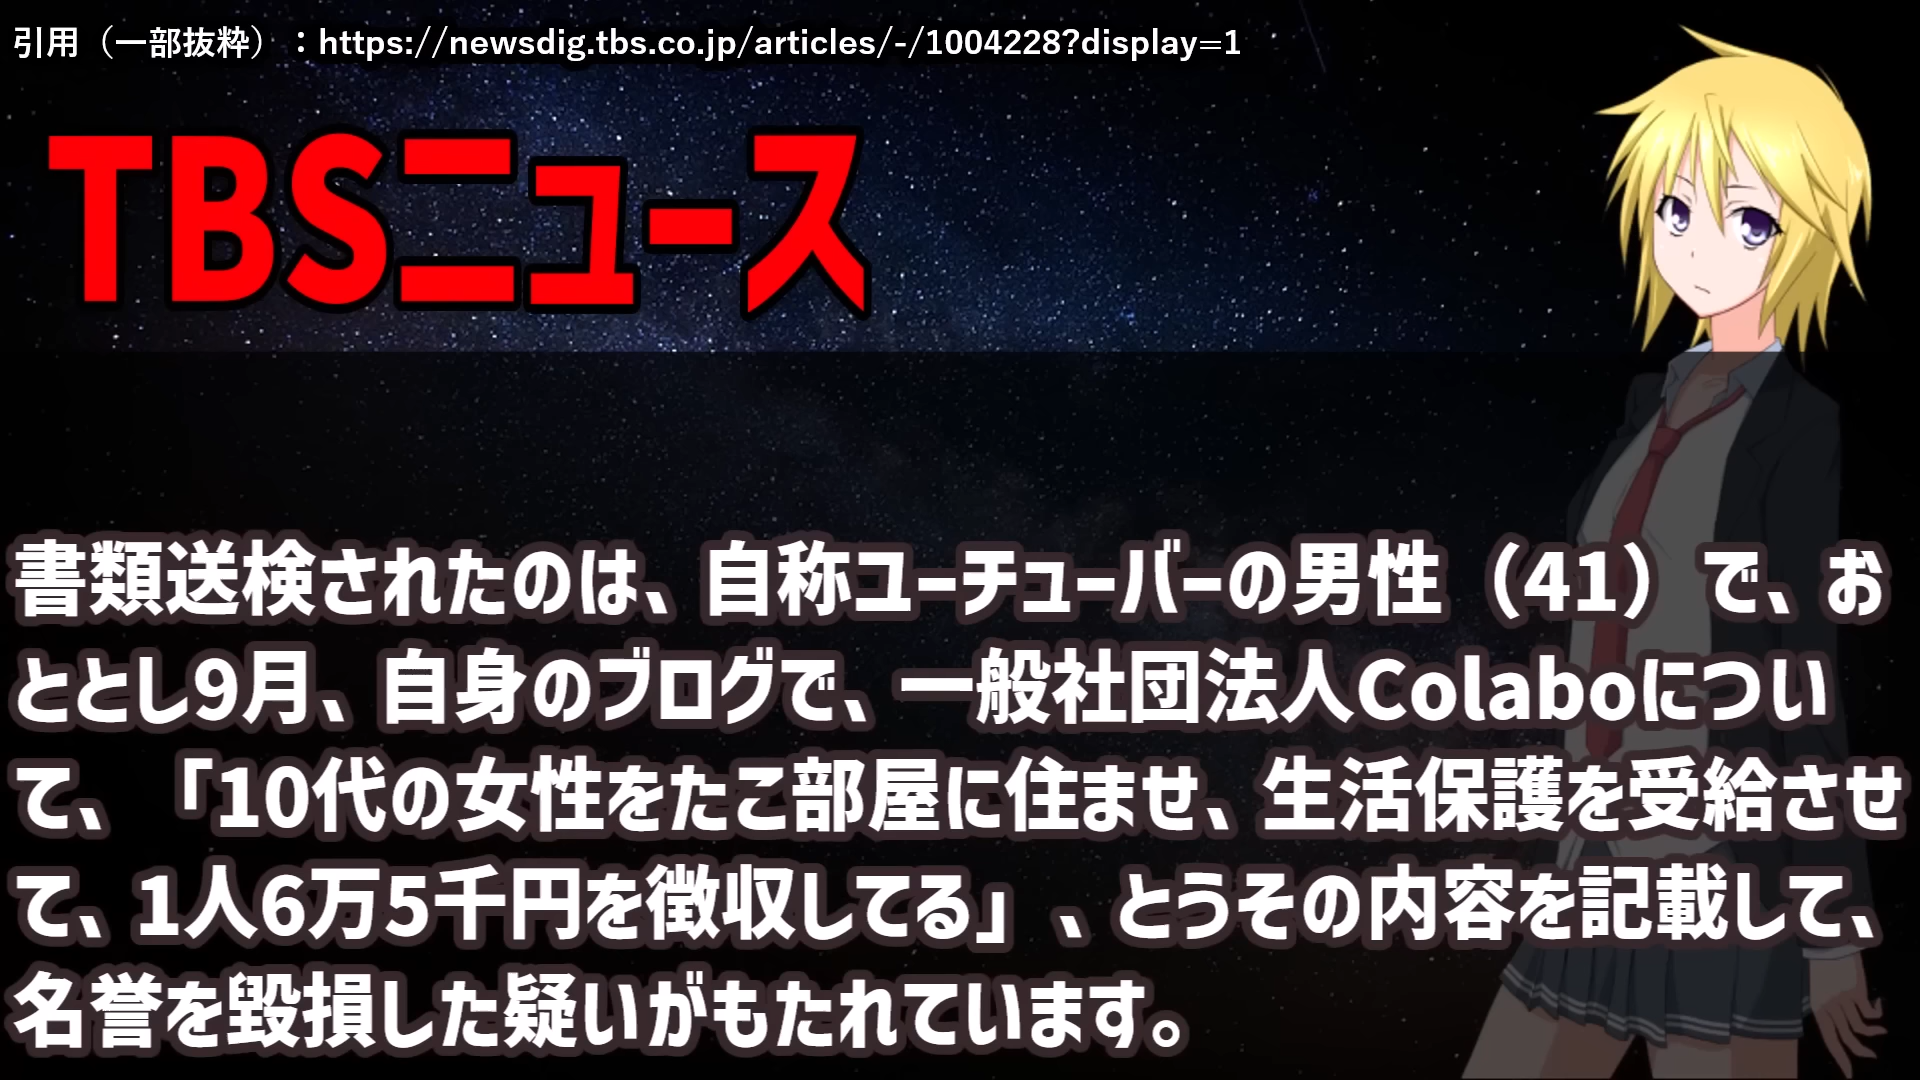 引用（一部抜粋）：https://newsdig.tbs.co.jp/articles/-/1004228?display=1
TBSニュース
書類送検されたのは、自称ユーチューバーの男性（41）で、お
ととし9月、自身のブログで、一般社団法人Colaboについ
て、「10代の女性をたこ部屋に住ませ、生活保護を受給させ
て、1人6万5千円を徴収してる」、とうその内容を記載して、
名誉を毀損した疑いがもたれています。